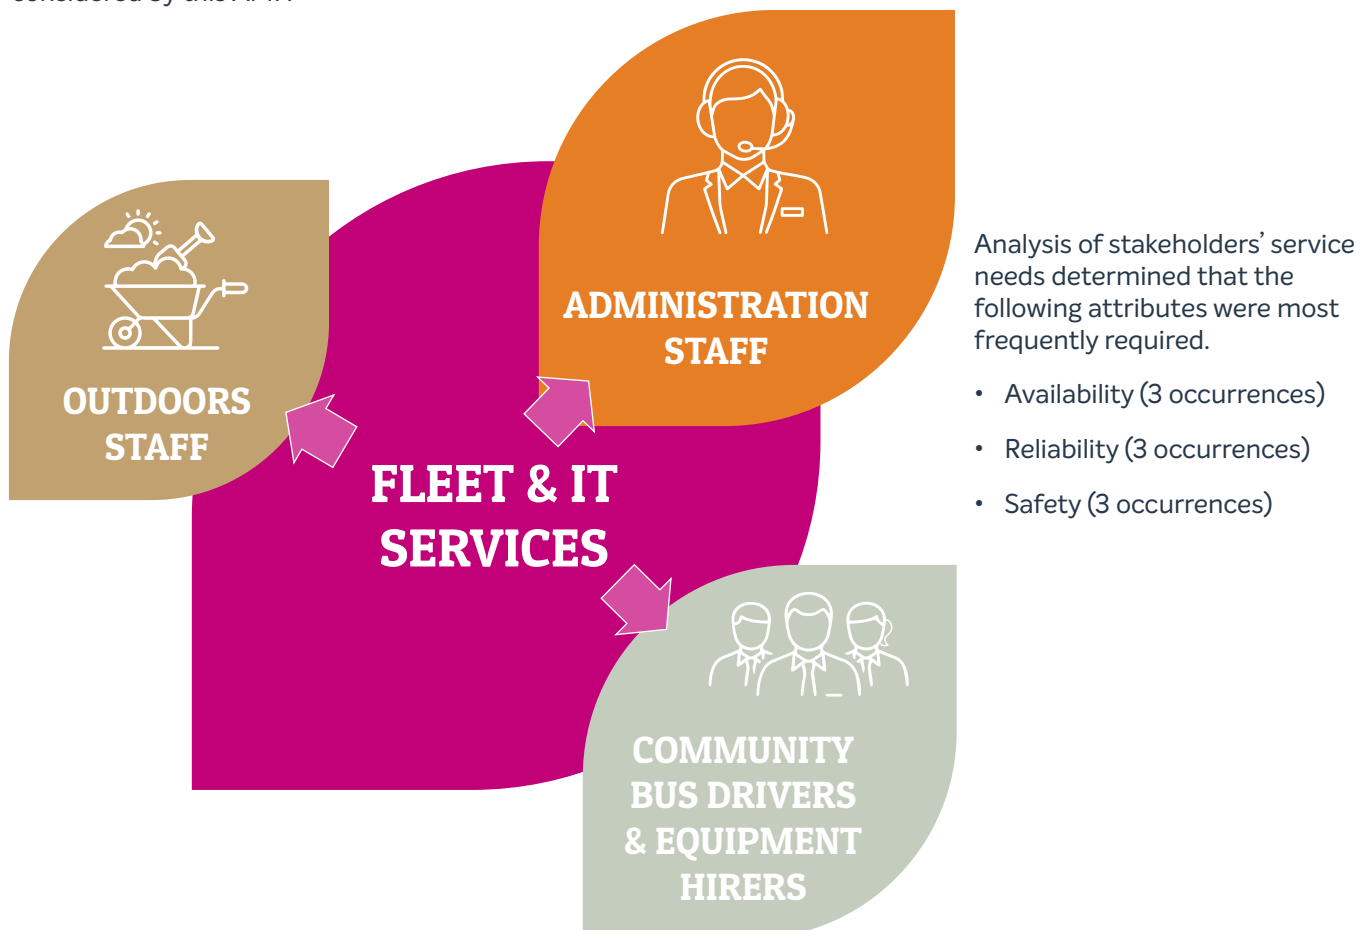 OUTDOORS
STAFF
ADMINISTRATION
STAFF
FLEET & IT
SERVICES
COMMUNITY
BUS DRIVERS
& EQUIPMENT
HIRERS
Analysis of stakeholders’ service
needs determined that the
following attributes were most
frequently required.
• Availability (3 occurrences)
• Reliability (3 occurrences)
• Safety (3 occurrences)